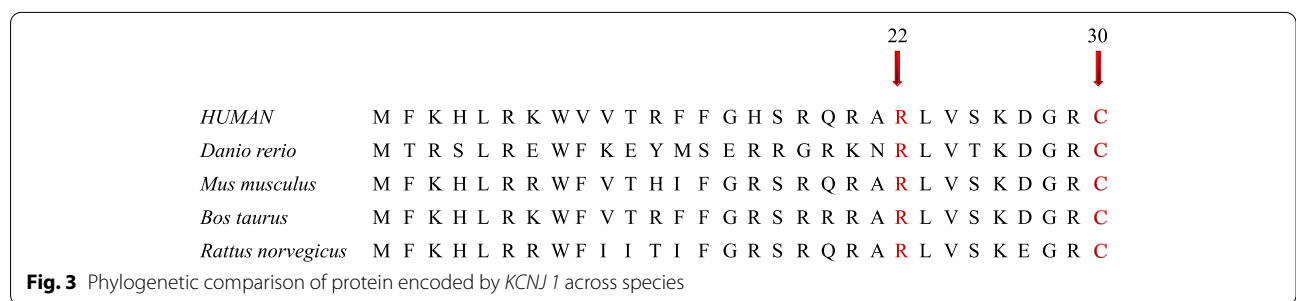 22 30
HUMAN M F K H L R K W V V T R F F G H S R Q R A R L V S K D G R C
Danio rerio M T R S L R E W F K E Y M S E R R G R K N R L V T K D G R C
Mus musculus M F K H L R R W F V T H I F G R S R Q R A R L V S K D G R C
Bos taurus M F K H L R K W F V T R F F G R S R R R A R L V S K D G R C
Rattus norvegicus M F K H L R R W F I I T I F G R S R Q R A R L V S K E G R C
Fig. 3 Phylogenetic comparison of protein encoded by KCNJ 1 across species